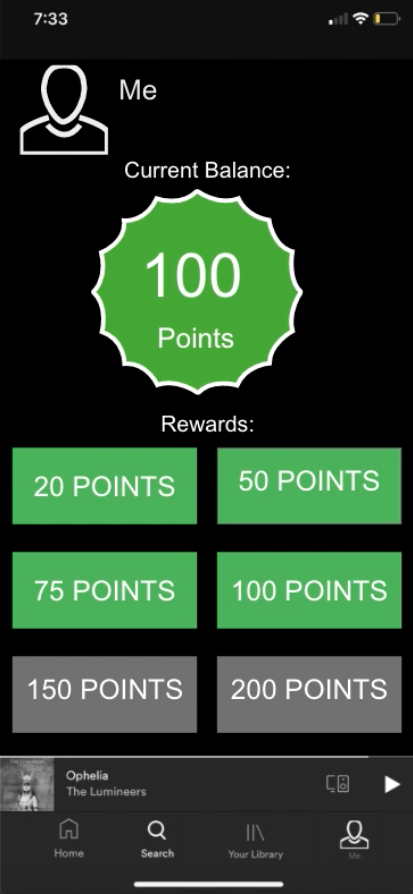 7:33
Me
Current Balance:
100
Points
Rewards:
20 POINTS
50 POINTS
75 POINTS
100 POINTS
150 POINTS
200 POINTS
Ophelia
The Lumineers
Home
Search
Your Library
Me